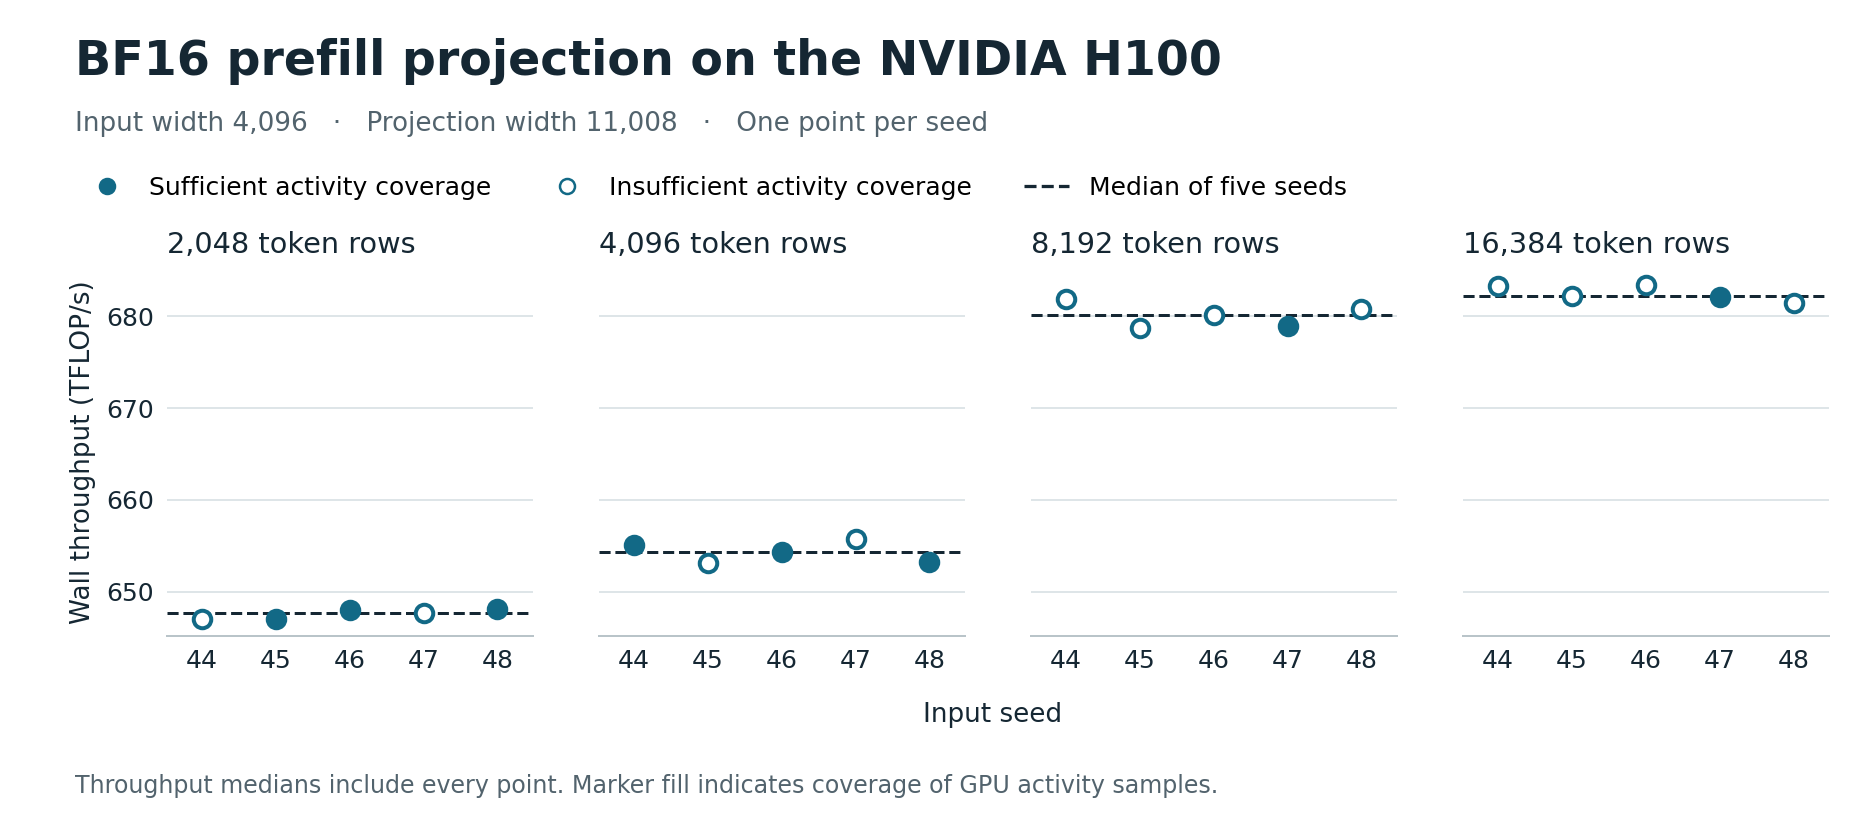 BF16 prefill projection on the NVIDIA H100
Input width 4,096 · Projection width 11,008 · One point per seed
Sufficient activity coverage Insufficient activity coverage Median of five seeds
2,048 token rows 4,096 token rows 8,192 token rows 16,384 token rows
Wall throughput (TFLOP/s)
680
670
660
650
44 45 46 47 48 44 45 46 47 48 44 45 46 47 48 44 45 46 47 48
Input seed
Throughput medians include every point. Marker fill indicates coverage of GPU activity samples.